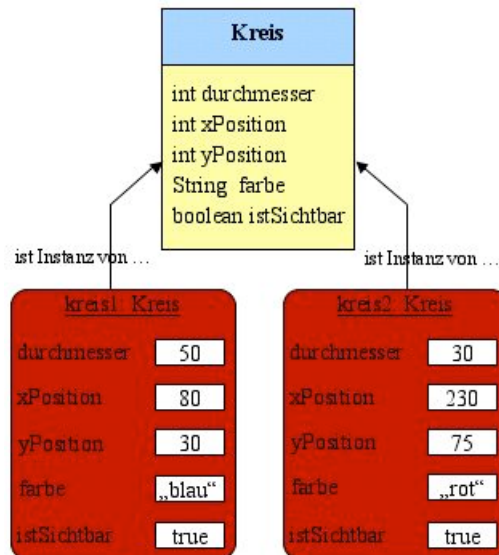 Kreis
int durchmesser
int xPosition
int yPosition
String farbe
boolean istSichtbar
ist Instanz von ...
ist Instanz von ...
kreis1: Kreis
durchmesser 50
xPosition 80
yPosition 30
farbe „blau“
istSichtbar true
kreis2: Kreis
durchmesser 30
xPosition 230
yPosition 75
farbe „rot“
istSichtbar true